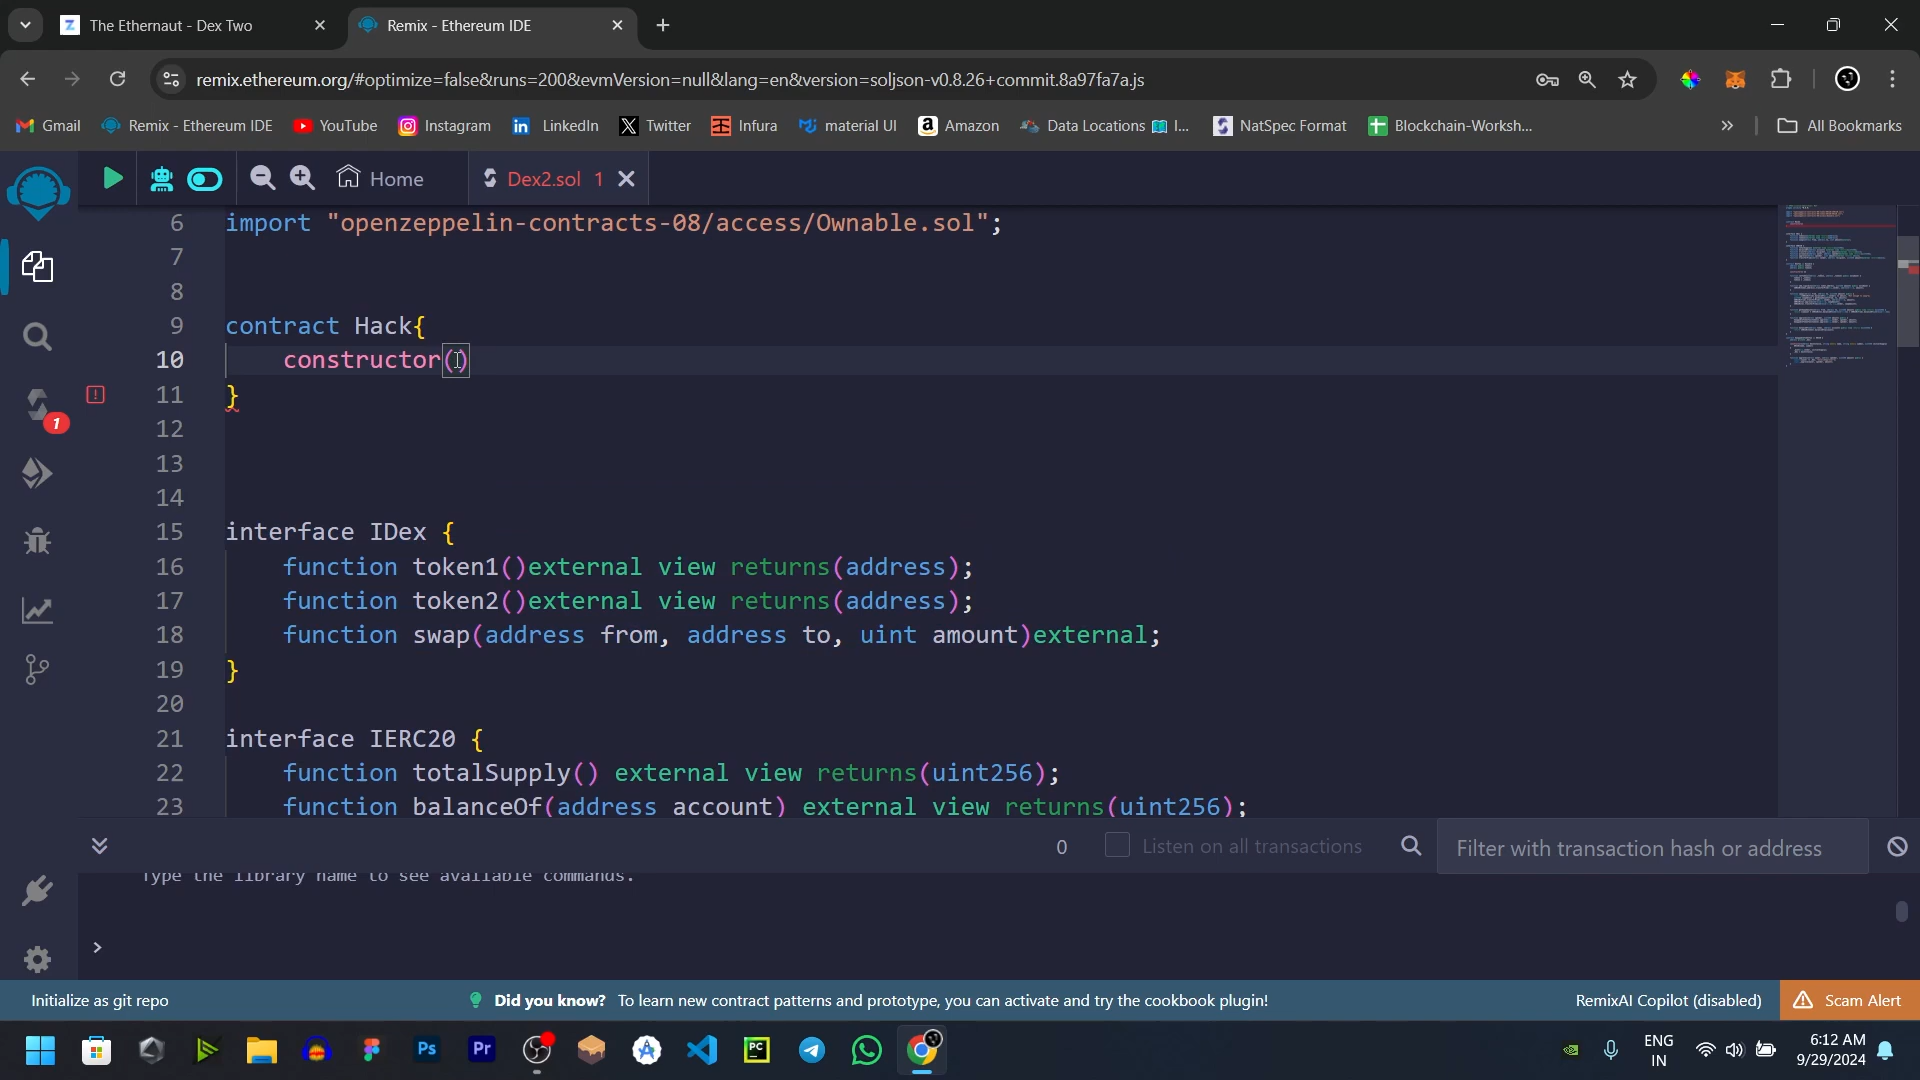 The Ethernaut - Dex Two
Remix - Ethereum IDE
remix.ethereum.org/#optimize=false&runs=200&evmVersion=null&lang=en&version=soljson-v0.8.26+commit.8a97fa7a.js
Gmail
Remix - Ethereum IDE
YouTube
Instagram
LinkedIn
Twitter
Infura
material UI
Amazon
Data Locations
I...
NatSpec Format
Blockchain-Worksh...
All Bookmarks
Home
Dex2.sol 1
6 import "openzeppelin-contracts-08/access/Ownable.sol";
7
8
9 contract Hack{
10 constructor()
11 }
12
13
14
15 interface IDex {
16 function token1()external view returns(address);
17 function token2()external view returns(address);
18 function swap(address from, address to, uint amount)external;
19 }
20
21 interface IERC20 {
22 function totalSupply() external view returns(uint256);
23 function balanceOf(address account) external view returns(uint256);
1
0
Listen on all transactions
Filter with transaction hash or address
Type the library name to see available commands.
>
Initialize as git repo
Did you know? To learn new contract patterns and prototype, you can activate and try the cookbook plugin!
RemixAI Copilot (disabled)
Scam Alert
Ps
Pr
PC
ENG
IN
6:12 AM
9/29/2024